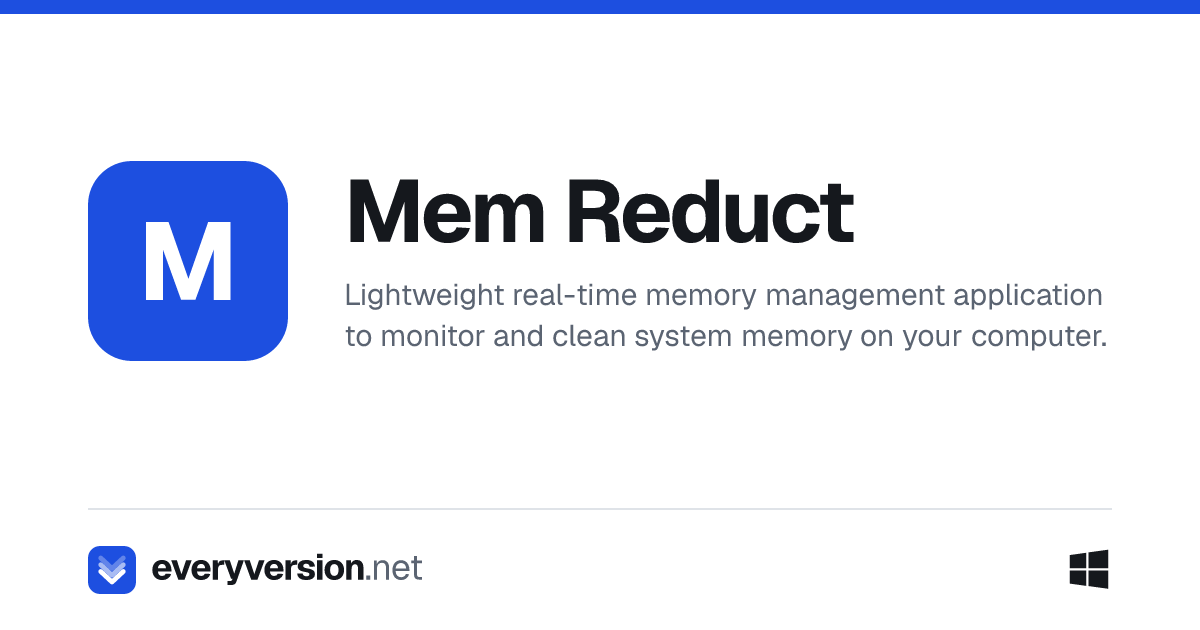 M
Mem Reduct
Lightweight real-time memory management application
to monitor and clean system memory on your computer.
everyversion.net